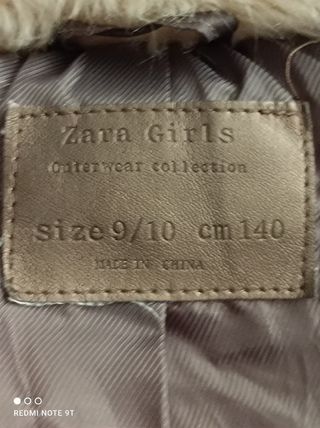 Zara Girls
Outerwear collection
Size 9/10 cm 140
MADE IN CHINA
REDMI NOTE 9T